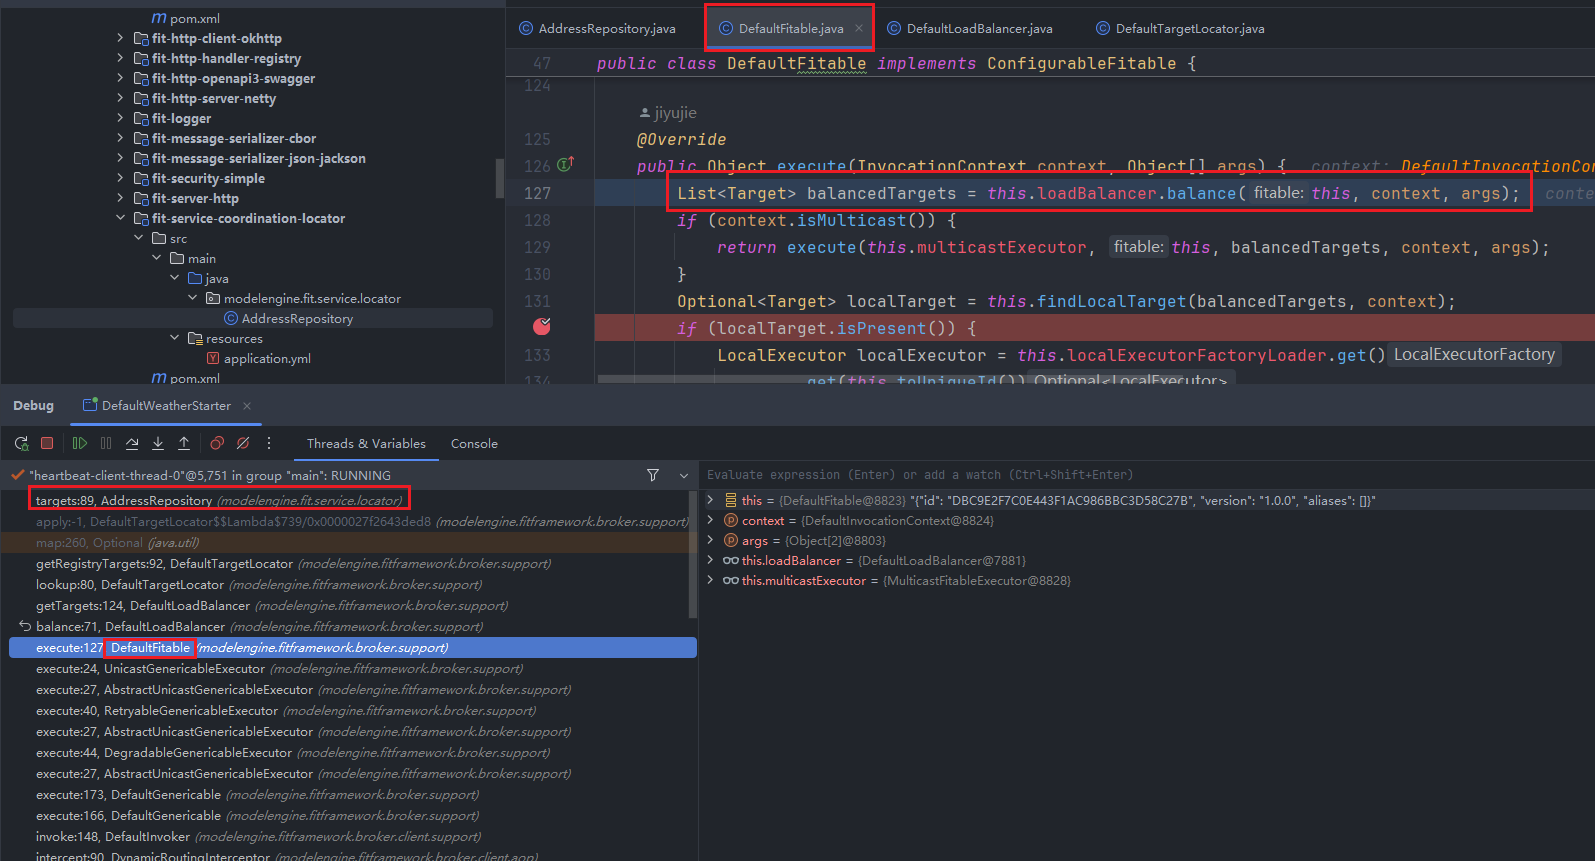 pom.xml
fit-http-client-okhttp
fit-http-handler-registry
fit-http-openapi3-swagger
fit-http-server-netty
fit-logger
fit-message-serializer-cbor
fit-message-serializer-json-jackson
fit-security-simple
fit-server-http
fit-service-coordination-locator
src
main
java
modelengine.fit.service.locator
AddressRepository
resources
application.yml
pom.xml
AddressRepository.java
DefaultFitable.java
DefaultLoadBalancer.java
DefaultTargetLocator.java
47 public class DefaultFitable implements ConfigurableFitable {
124
jiyujie
125 @Override
126 public Object execute(InvocationContext context, Object[] args) { context: DefaultInvocationCon
127 List<Target> balancedTargets = this.loadBalancer.balance( fitable: this, context, args); conte
128 if (context.isMulticast()) {
129 return execute(this.multicastExecutor, fitable: this, balancedTargets, context, args);
130 }
131 Optional<Target> localTarget = this.findLocalTarget(balancedTargets, context);
if (localTarget.isPresent()) {
133 LocalExecutor localExecutor = this.localExecutorFactoryLoader.get() LocalExecutorFactory
134 .get(this.toUniqueId()) Optional<LocalExecutor>
Debug
DefaultWeatherStarter
Threads & Variables
Console
"heartbeat-client-thread-0"@5,751 in group "main": RUNNING
targets:89, AddressRepository (modelengine.fit.service.locator)
apply:-1, DefaultTargetLocator$$Lambda$739/0x0000027f2643ded8 (modelengine.fitframework.broker.support)
map:260, Optional (java.util)
getRegistryTargets:92, DefaultTargetLocator (modelengine.fitframework.broker.support)
lookup:80, DefaultTargetLocator (modelengine.fitframework.broker.support)
getTargets:124, DefaultLoadBalancer (modelengine.fitframework.broker.support)
balance:71, DefaultLoadBalancer (modelengine.fitframework.broker.support)
execute:127, DefaultFitable (modelengine.fitframework.broker.support)
execute:24, UnicastGenericableExecutor (modelengine.fitframework.broker.support)
execute:27, AbstractUnicastGenericableExecutor (modelengine.fitframework.broker.support)
execute:40, RetryableGenericableExecutor (modelengine.fitframework.broker.support)
execute:27, AbstractUnicastGenericableExecutor (modelengine.fitframework.broker.support)
execute:44, DegradableGenericableExecutor (modelengine.fitframework.broker.support)
execute:27, AbstractUnicastGenericableExecutor (modelengine.fitframework.broker.support)
execute:173, DefaultGenericable (modelengine.fitframework.broker.support)
execute:166, DefaultGenericable (modelengine.fitframework.broker.support)
invoke:148, DefaultInvoker (modelengine.fitframework.broker.client.support)
intercept:90, DynamicRoutingInterceptor (modelengine.fitframework.broker.client.aop)
Evaluate expression (Enter) or add a watch (Ctrl+Shift+Enter)
this = {DefaultFitable@8823} "{"id": "DBC9E2F7C0E443F1AC986BBC3D58C27B", "version": "1.0.0", "aliases": []}"
context = {DefaultInvocationContext@8824}
args = {Object[2]@8803}
this.loadBalancer = {DefaultLoadBalancer@7881}
this.multicastExecutor = {MulticastFitableExecutor@8828}